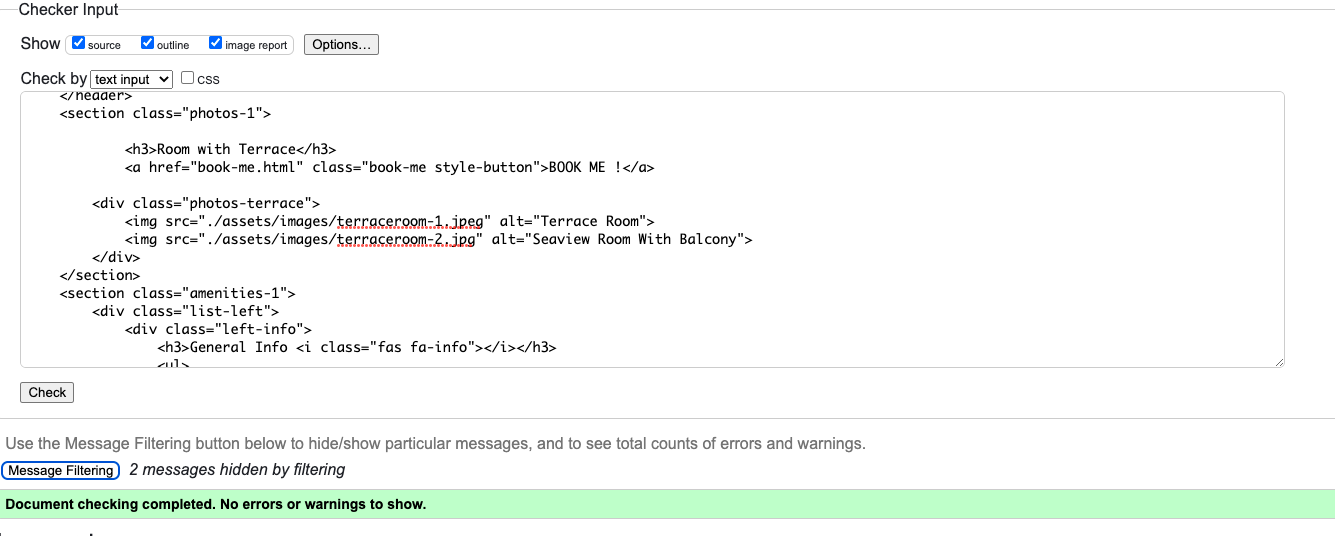 Checker Input
Show source outline image report Options...
Check by text input CSS
</header>
<section class="photos-1">
<h3>Room with Terrace</h3>
<a href="book-me.html" class="book-me style-button">BOOK ME !</a>
<div class="photos-terrace">
<img src="./assets/images/terraceroom-1.jpeg" alt="Terrace Room">
<img src="./assets/images/terraceroom-2.jpg" alt="Seaview Room With Balcony">
</div>
</section>
<section class="amenities-1">
<div class="list-left">
<div class="left-info">
<h3>General Info <i class="fas fa-info"></i></h3>
<ul>
Check
Use the Message Filtering button below to hide/show particular messages, and to see total counts of errors and warnings.
Message Filtering 2 messages hidden by filtering
Document checking completed. No errors or warnings to show.